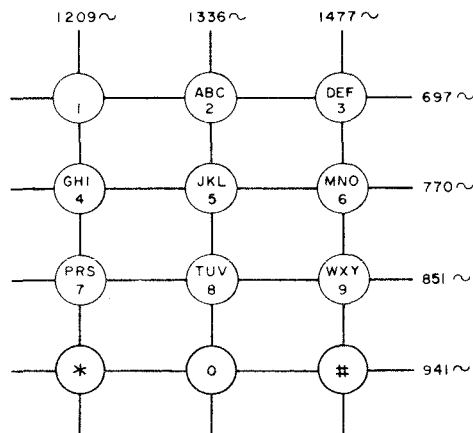 1209~ 1336~ 1477~
ABC DEF
1 2 3 697~
GHI JKL MNO
4 5 6 770~
PRS TUV WXY
7 8 9 851~
* 0 # 941~